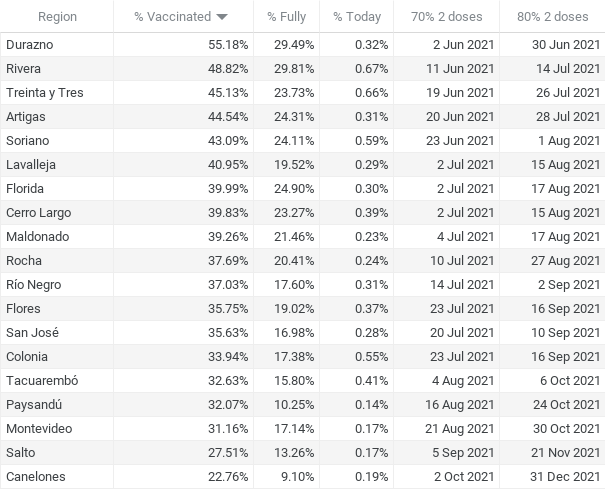 Region % Vaccinated % Fully % Today 70% 2 doses 80% 2 doses
Durazno 55.18% 29.49% 0.32% 2 Jun 2021 30 Jun 2021
Rivera 48.82% 29.81% 0.67% 11 Jun 2021 14 Jul 2021
Treinta y Tres 45.13% 23.73% 0.66% 19 Jun 2021 26 Jul 2021
Artigas 44.54% 24.31% 0.31% 20 Jun 2021 28 Jul 2021
Soriano 43.09% 24.11% 0.59% 23 Jun 2021 1 Aug 2021
Lavalleja 40.95% 19.52% 0.29% 2 Jul 2021 15 Aug 2021
Florida 39.99% 24.90% 0.30% 2 Jul 2021 17 Aug 2021
Cerro Largo 39.83% 23.27% 0.39% 2 Jul 2021 15 Aug 2021
Maldonado 39.26% 21.46% 0.23% 4 Jul 2021 17 Aug 2021
Rocha 37.69% 20.41% 0.24% 10 Jul 2021 27 Aug 2021
Río Negro 37.03% 17.60% 0.31% 14 Jul 2021 2 Sep 2021
Flores 35.75% 19.02% 0.37% 23 Jul 2021 16 Sep 2021
San José 35.63% 16.98% 0.28% 20 Jul 2021 10 Sep 2021
Colonia 33.94% 17.38% 0.55% 23 Jul 2021 16 Sep 2021
Tacuarembó 32.63% 15.80% 0.41% 4 Aug 2021 6 Oct 2021
Paysandú 32.07% 10.25% 0.14% 16 Aug 2021 24 Oct 2021
Montevideo 31.16% 17.14% 0.17% 21 Aug 2021 30 Oct 2021
Salto 27.51% 13.26% 0.17% 5 Sep 2021 21 Nov 2021
Canelones 22.76% 9.10% 0.19% 2 Oct 2021 31 Dec 2021